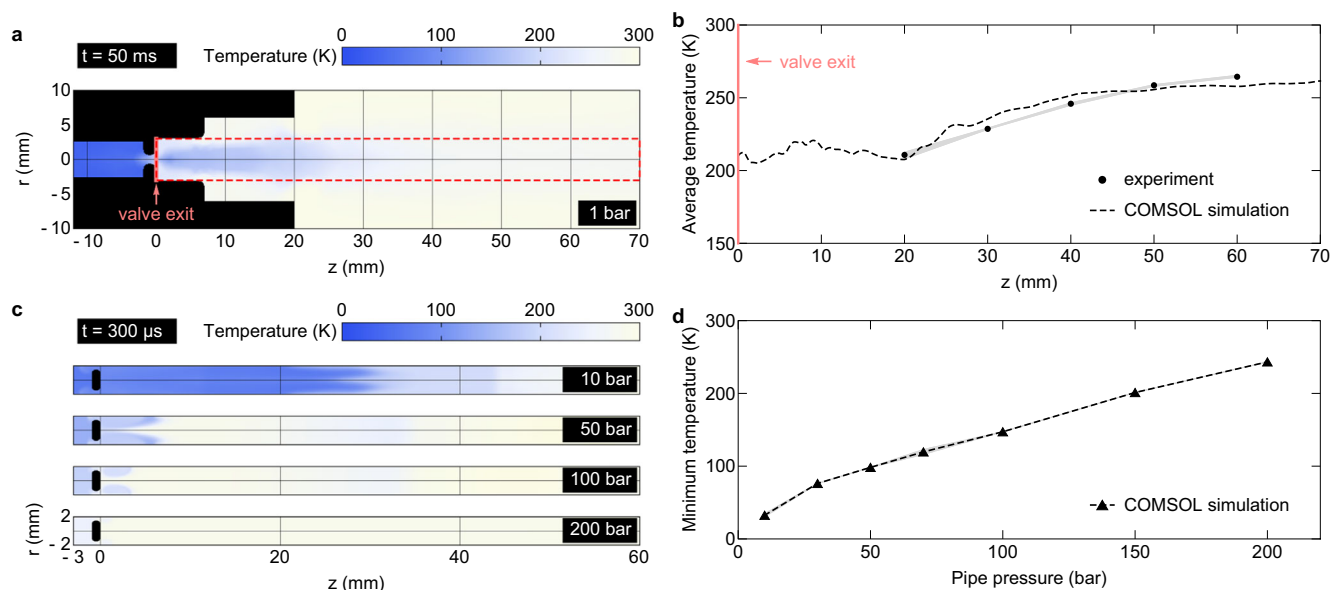 a
t = 50 ms
Temperature (K)
0 100 200 300
10
5
0
- 5
- 10
r (mm)
valve exit
1 bar
- 10 0 10 20 30 40 50 60 70
z (mm)
b
300
250
200
150
Average temperature (K)
valve exit
experiment
COMSOL simulation
0 10 20 30 40 50 60 70
z (mm)
c
t = 300 µs
Temperature (K)
0 100 200 300
10 bar
50 bar
100 bar
200 bar
2
0
- 2
r (mm)
- 3 0 20 40 60
z (mm)
d
300
200
100
0
Minimum temperature (K)
COMSOL simulation
0 50 100 150 200
Pipe pressure (bar)